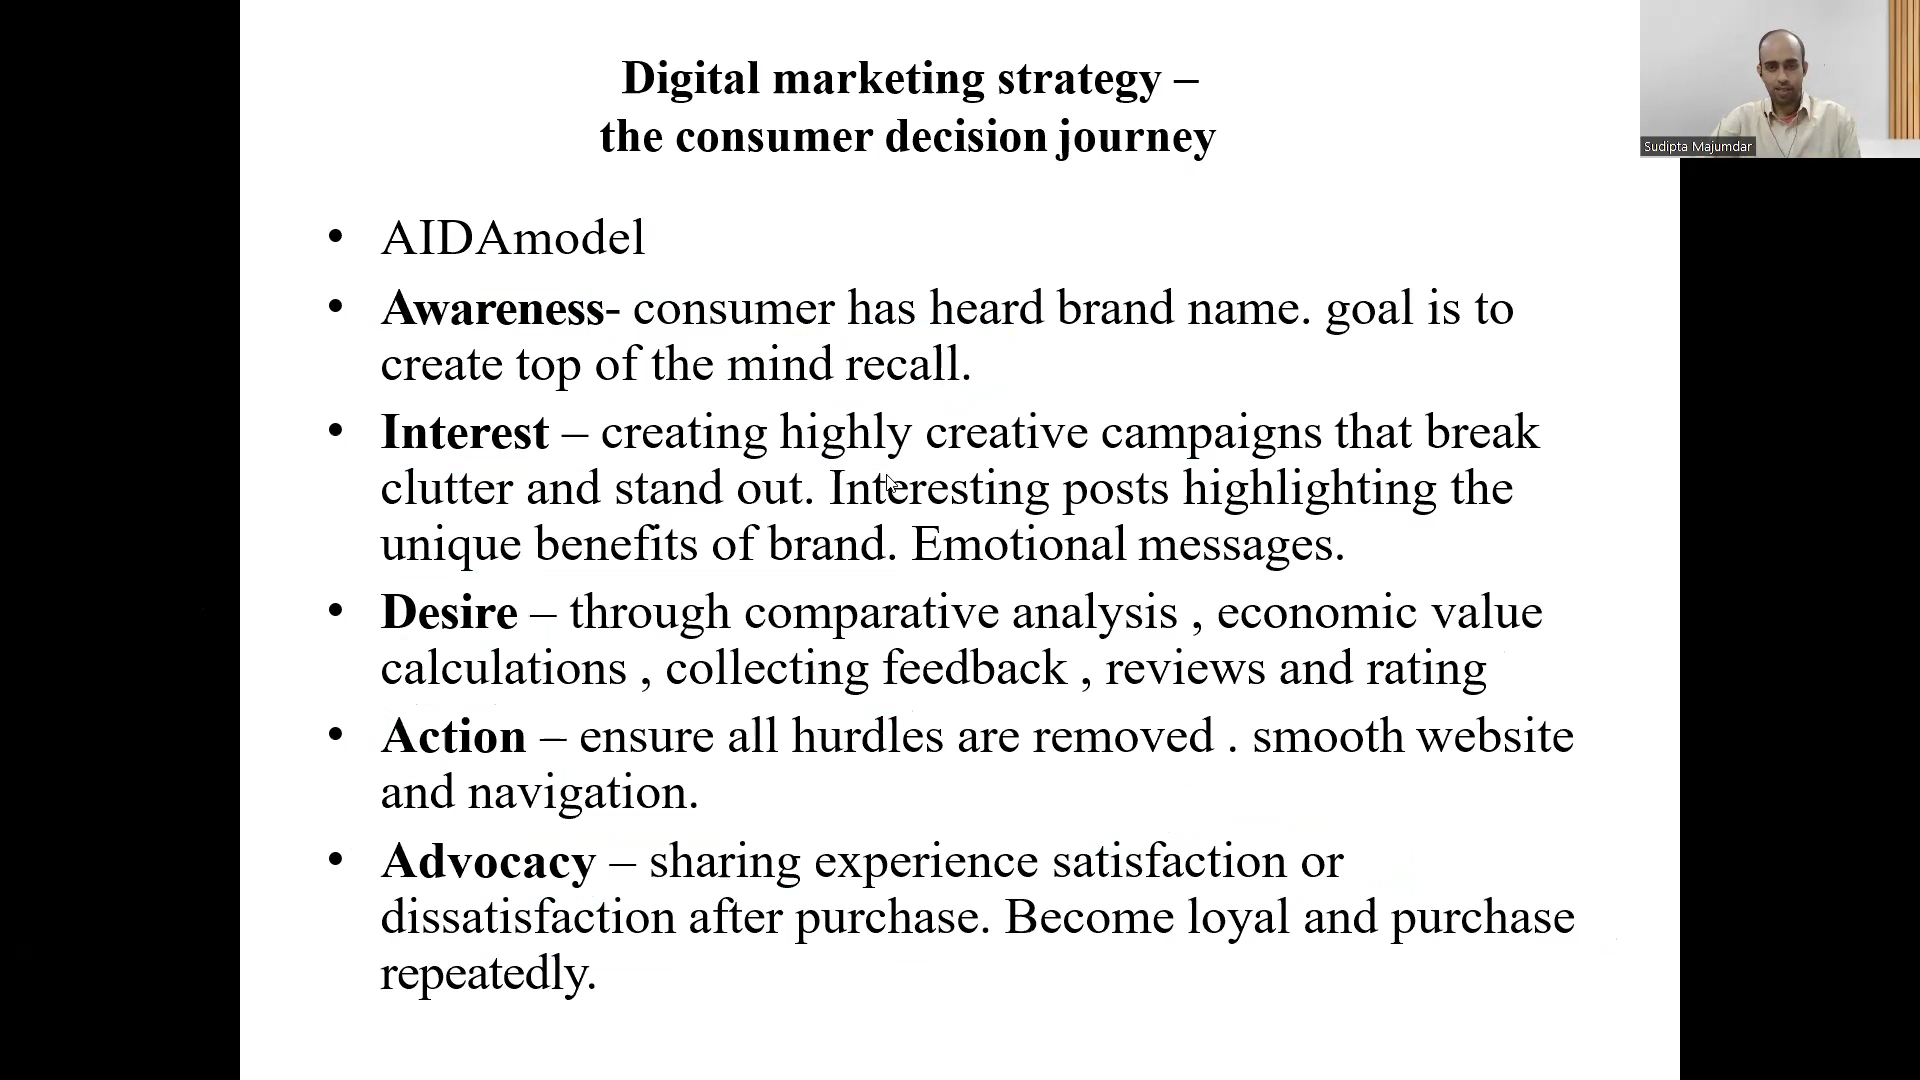 Digital marketing strategy –
the consumer decision journey
Sudipta Majumdar
• AIDAmodel
• Awareness- consumer has heard brand name. goal is to
create top of the mind recall.
• Interest – creating highly creative campaigns that break
clutter and stand out. Interesting posts highlighting the
unique benefits of brand. Emotional messages.
• Desire – through comparative analysis , economic value
calculations , collecting feedback , reviews and rating
• Action – ensure all hurdles are removed . smooth website
and navigation.
• Advocacy – sharing experience satisfaction or
dissatisfaction after purchase. Become loyal and purchase
repeatedly.